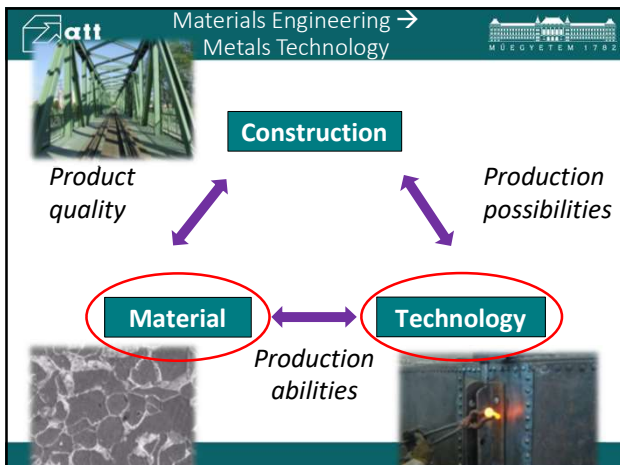 att
Materials Engineering →
Metals Technology
MŰEGYETEM 1782
Construction
Product
quality
Production
possibilities
Material
Technology
Production
abilities